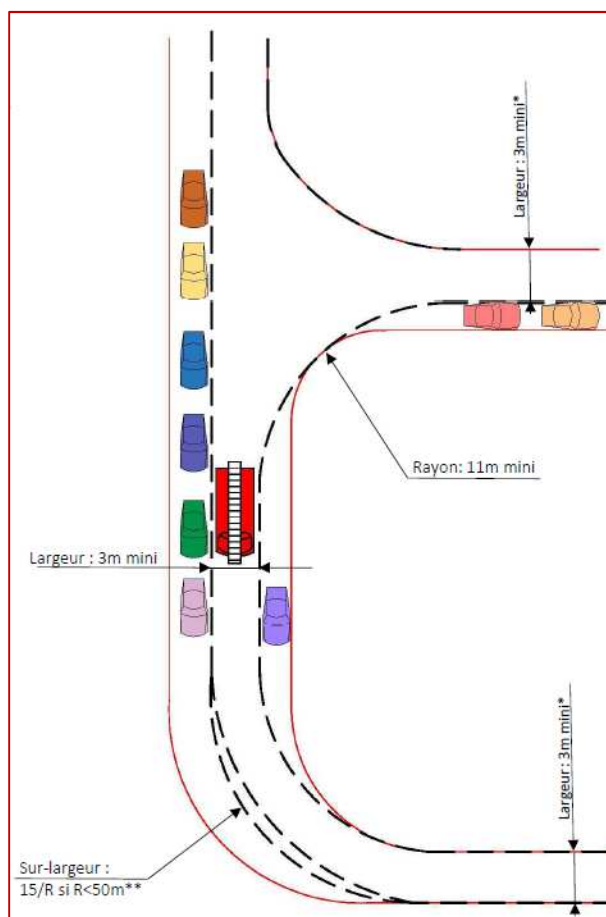 Largeur : 3m mini*
Rayon: 11m mini
Largeur : 3m mini
Largeur : 3m mini*
Sur-largeur :
15/R si R<50m**